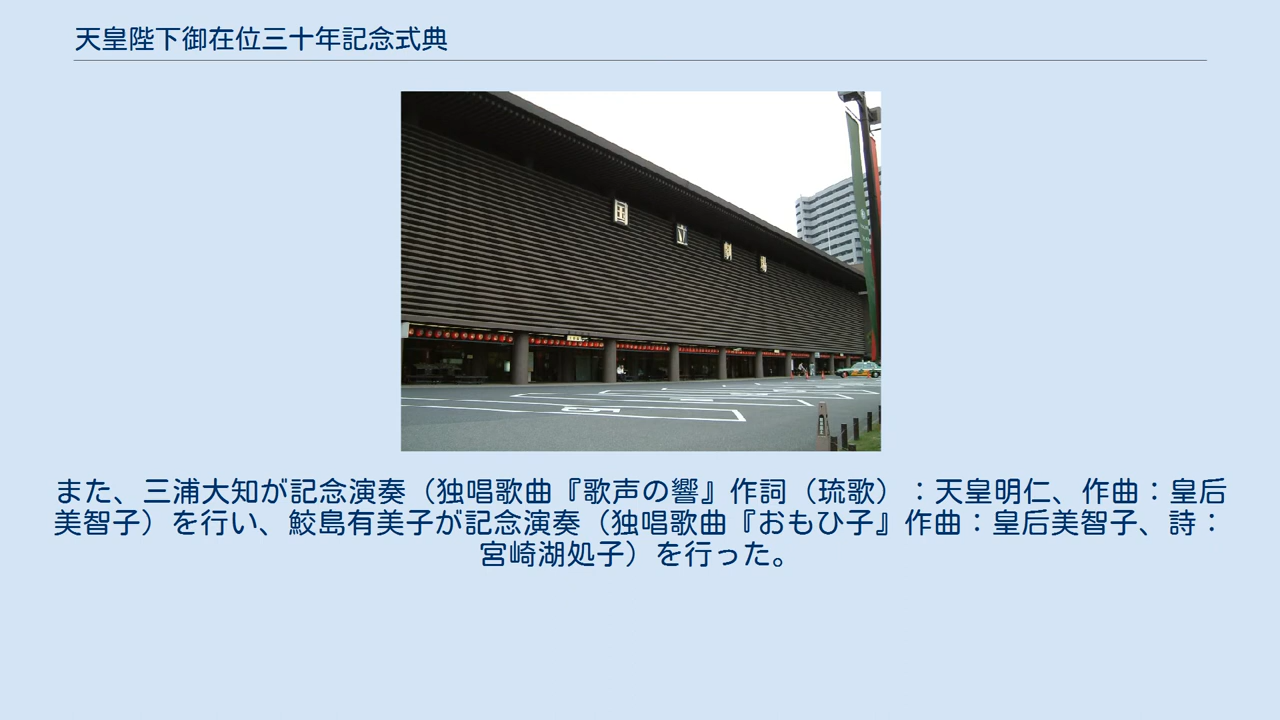 天皇陛下御在位三十年記念式典
国立劇場
また、三浦大知が記念演奏（独唱歌曲『歌声の響』作詞（琉歌）：天皇明仁、作曲：皇后
美智子）を行い、鮫島有美子が記念演奏（独唱歌曲『おもひ子』作曲：皇后美智子、詩：
宮崎湖処子）を行った。